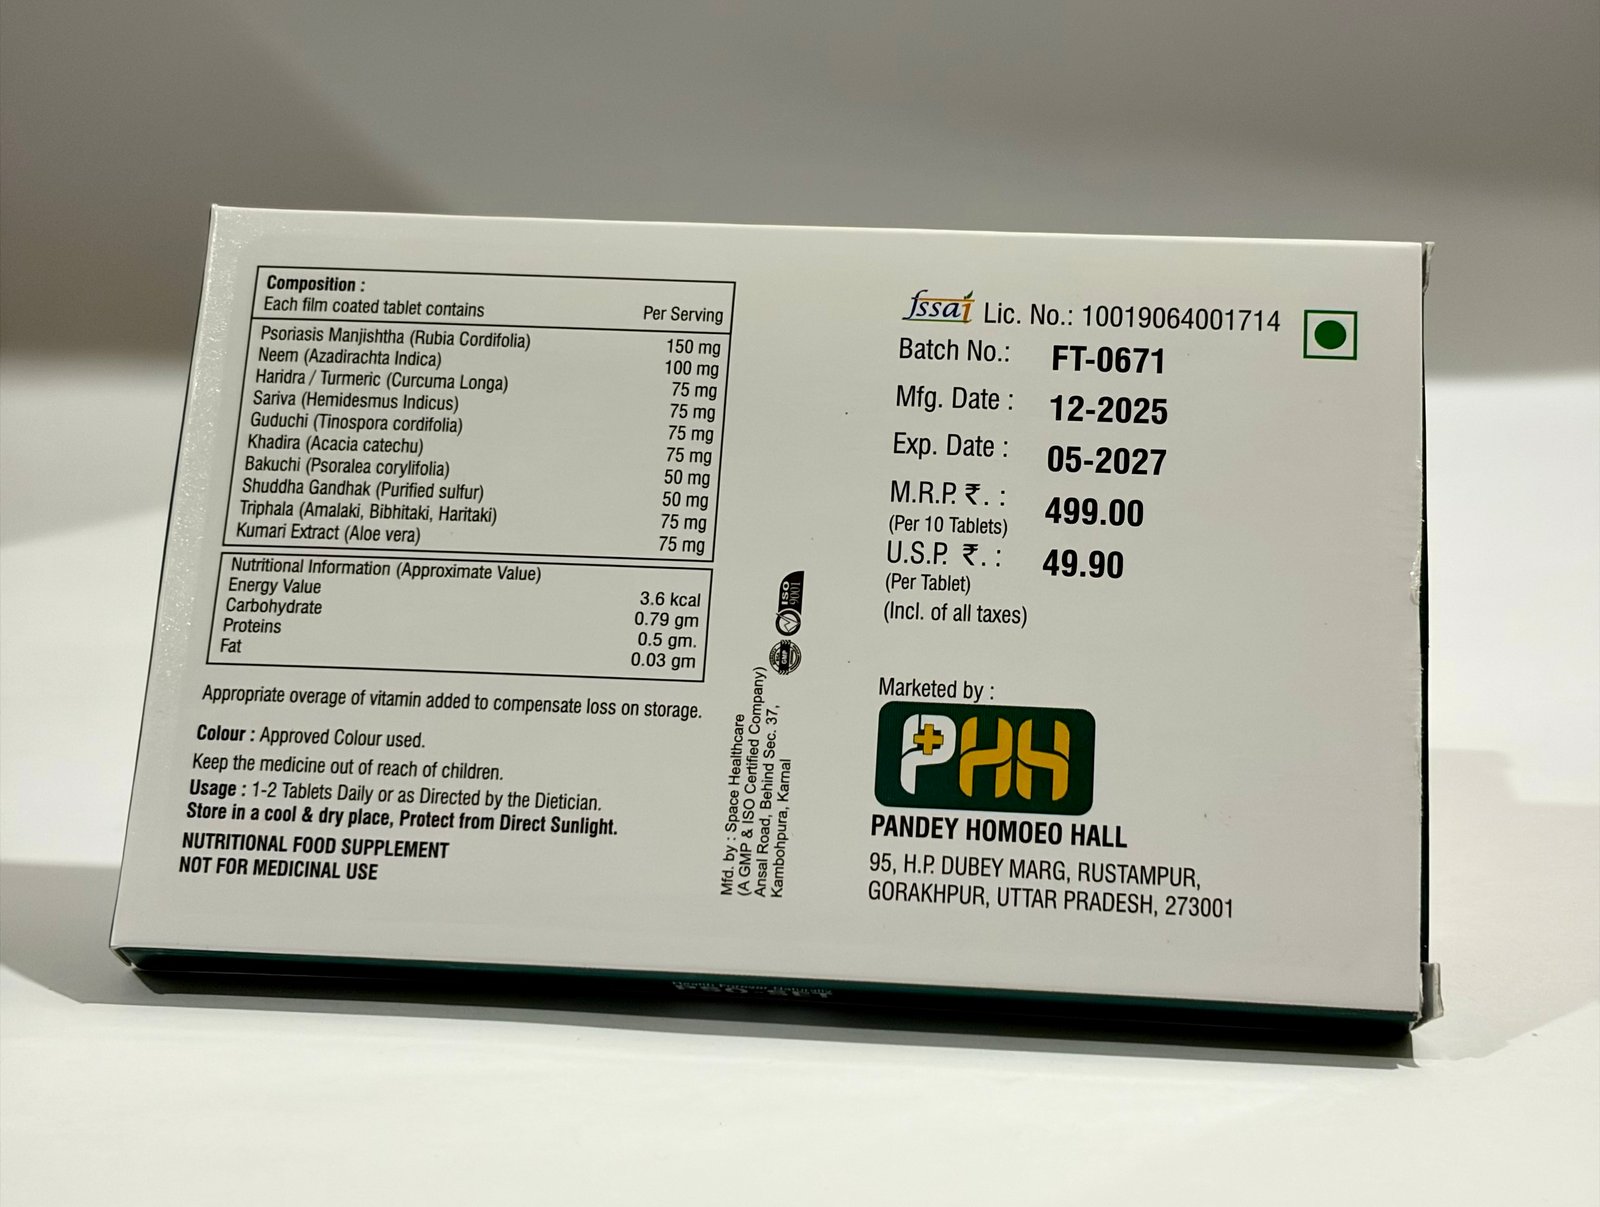 Composition :
Each film coated tablet contains Per Serving
Psoriasis Manjishtha (Rubia Cordifolia) 150 mg
Neem (Azadirachta Indica) 100 mg
Haridra / Turmeric (Curcuma Longa) 75 mg
Sariva (Hemidesmus Indicus) 75 mg
Guduchi (Tinospora cordifolia) 75 mg
Khadira (Acacia catechu) 75 mg
Bakuchi (Psoralea corylifolia) 50 mg
Shuddha Gandhak (Purified sulfur) 50 mg
Triphala (Amalaki, Bibhitaki, Haritaki) 75 mg
Kumari Extract (Aloe vera) 75 mg
Nutritional Information (Approximate Value)
Energy Value 3.6 kcal
Carbohydrate 0.79 gm
Proteins 0.5 gm.
Fat 0.03 gm
Appropriate overage of vitamin added to compensate loss on storage.
Colour : Approved Colour used.
Keep the medicine out of reach of children.
Usage : 1-2 Tablets Daily or as Directed by the Dietician.
Store in a cool & dry place, Protect from Direct Sunlight.
NUTRITIONAL FOOD SUPPLEMENT
NOT FOR MEDICINAL USE
Mfd. by : Space Healthcare
(A GMP & ISO Certified Company)
Ansal Road, Behind Sec. 37,
Kambohpura, Karnal
ISO
9001
GMP
fssai Lic. No.: 10019064001714
Batch No.: FT-0671
Mfg. Date : 12-2025
Exp. Date : 05-2027
M.R.P. ₹. : 499.00
(Per 10 Tablets)
U.S.P. ₹. : 49.90
(Per Tablet)
(Incl. of all taxes)
Marketed by :
PHH
PANDEY HOMOEO HALL
95, H.P. DUBEY MARG, RUSTAMPUR,
GORAKHPUR, UTTAR PRADESH, 273001